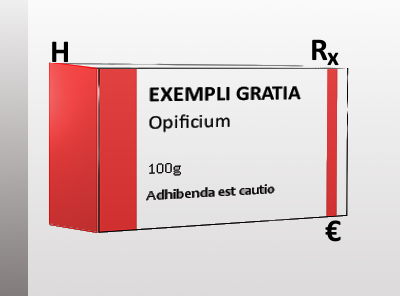 H
Rx
EXEMPLI GRATIA
Opificium
100g
Adhibenda est cautio
€